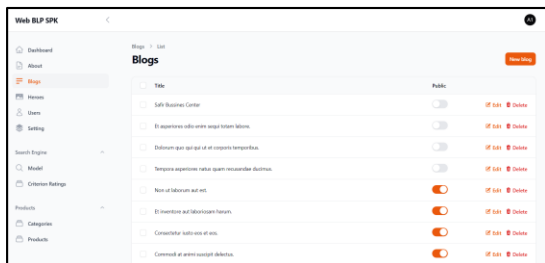 Web BLP SPK
A1
Dashboard
About
Blogs
Heroes
Users
Setting
Search Engine
Model
Criterion Ratings
Products
Categories
Products
Blogs > List
Blogs
New blog
Title Public
Safir Bussines Center Edit Delete
Et asperiores odio enim sequi totam labore. Edit Delete
Dolorum quo qui qui ut et corporis temporibus. Edit Delete
Tempora asperiores natus quam recusandae ducimus. Edit Delete
Non ut laborum aut est. Edit Delete
Et inventore aut laboriosam harum. Edit Delete
Consectetur iusto eos et eos. Edit Delete
Commodi at animi suscipit delectus. Edit Delete